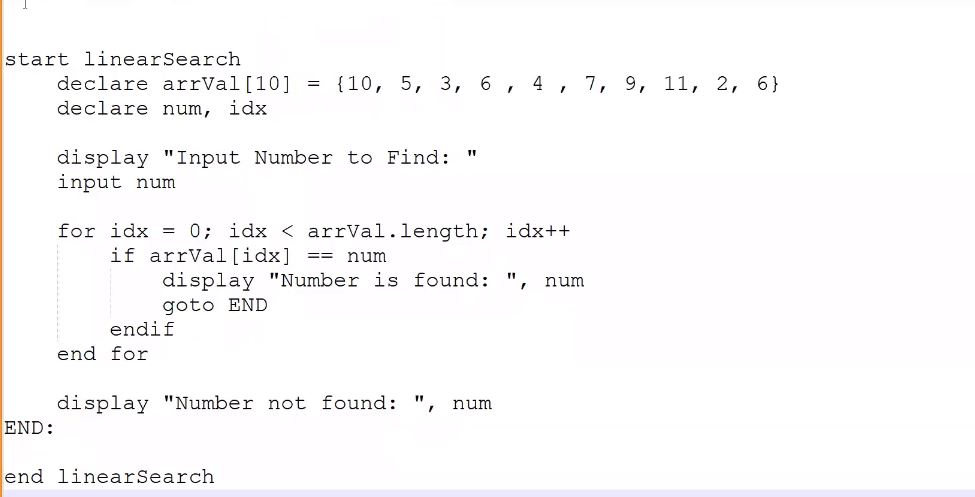 start linearSearch
declare arrVal[10] = {10, 5, 3, 6 , 4 , 7, 9, 11, 2, 6}
declare num, idx
display "Input Number to Find: "
input num
for idx = 0; idx < arrVal.length; idx++
if arrVal[idx] == num
display "Number is found: ", num
goto END
endif
end for
display "Number not found: ", num
END:
end linearSearch